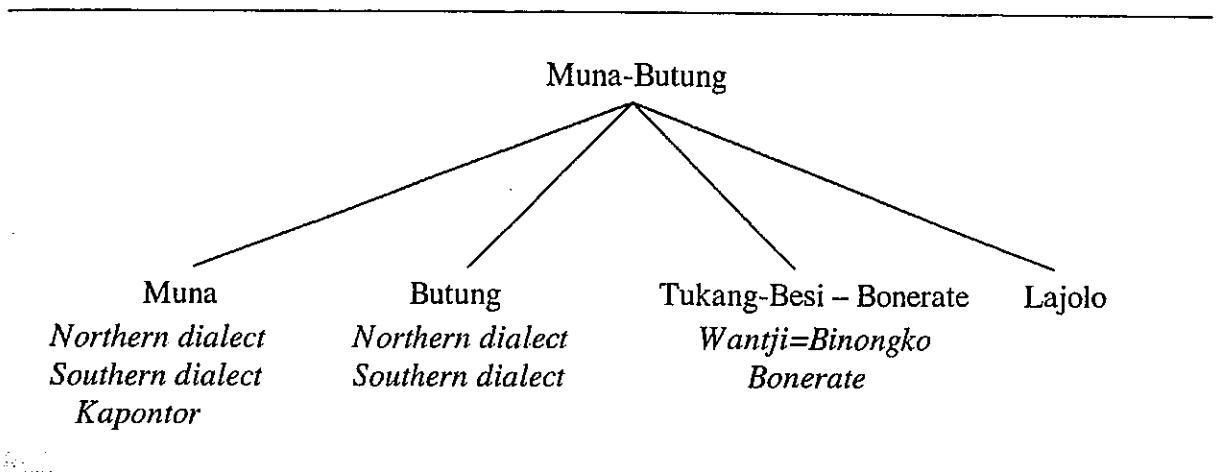 Muna-Butung
Muna Butung Tukang-Besi – Bonerate Lajolo
Northern dialect Northern dialect Wantji=Binongko
Southern dialect Southern dialect Bonerate
Kapontor